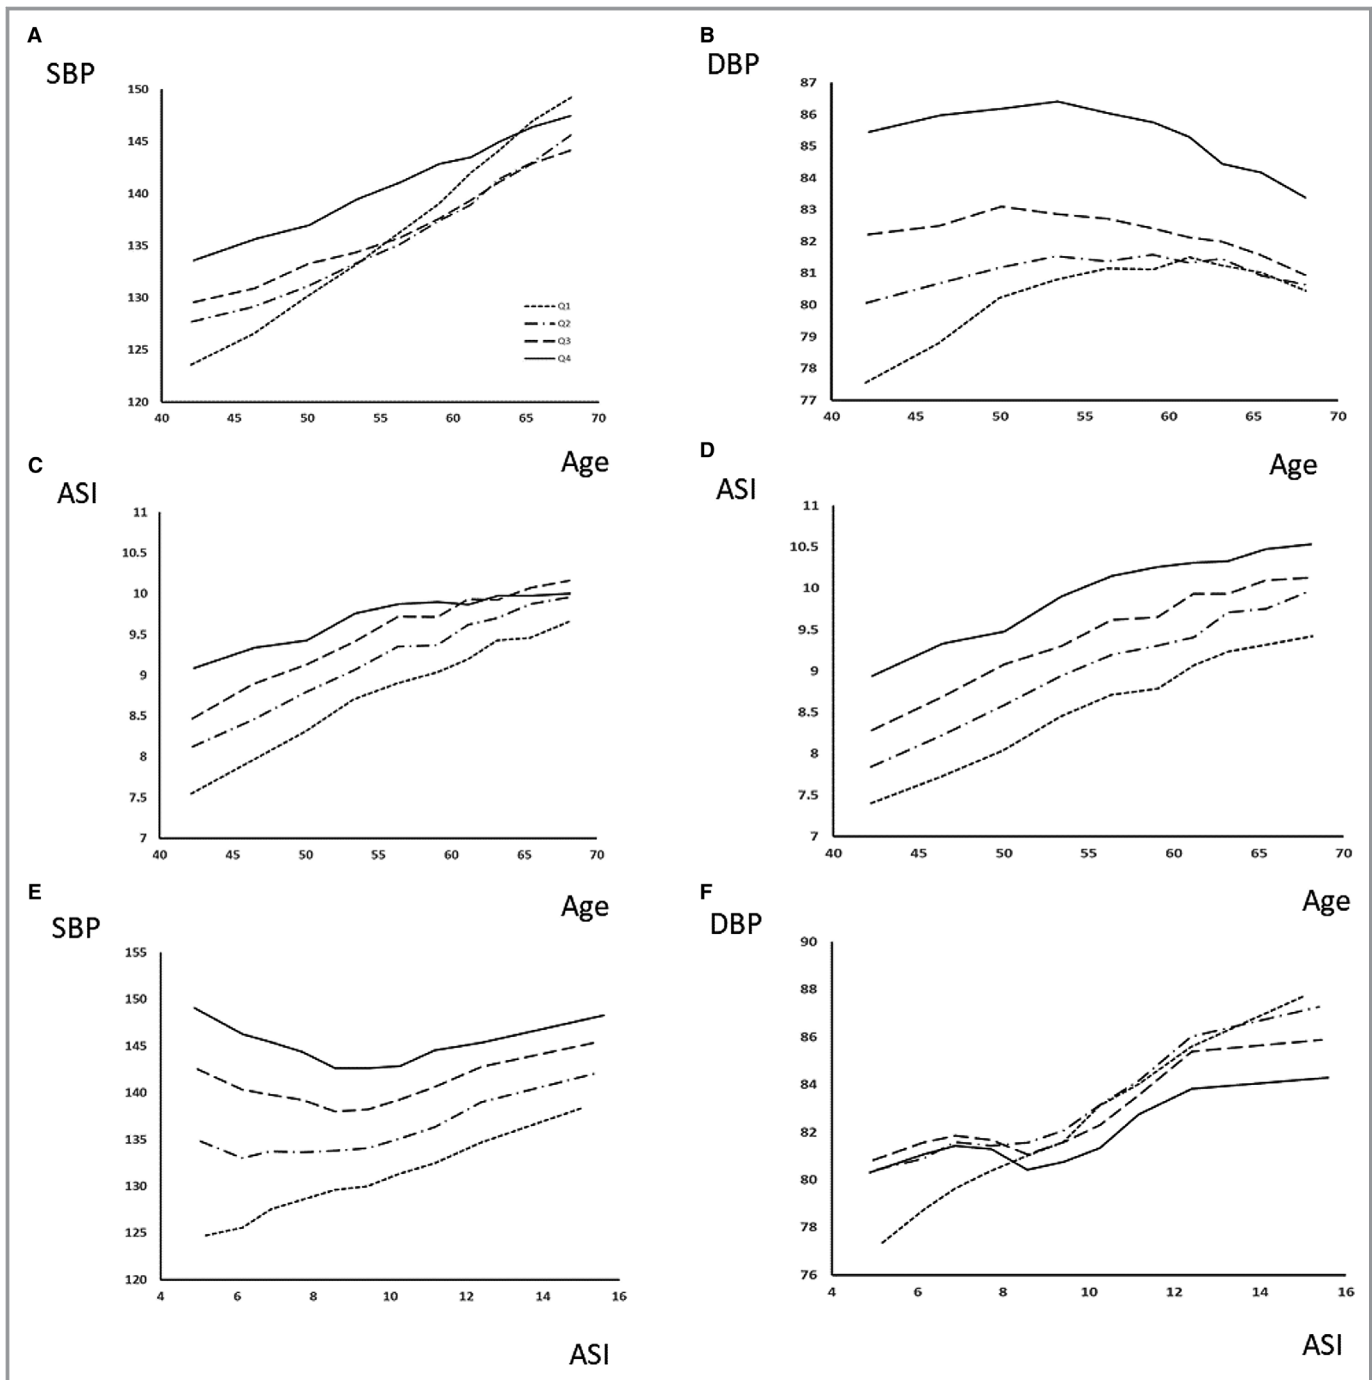 A
SBP
150
145
140
135
130
125
120
40 45 50 55 60 65 70
Q1
Q2
Q3
Q4
Age
B
DBP
87
86
85
84
83
82
81
80
79
78
77
40 45 50 55 60 65 70
Age
C
ASI
11
10.5
10
9.5
9
8.5
8
7.5
7
40 45 50 55 60 65 70
Age
D
ASI
11
10.5
10
9.5
9
8.5
8
7.5
7
40 45 50 55 60 65 70
Age
E
SBP
155
150
145
140
135
130
125
120
4 6 8 10 12 14 16
ASI
F
DBP
90
88
86
84
82
80
78
76
4 6 8 10 12 14 16
ASI